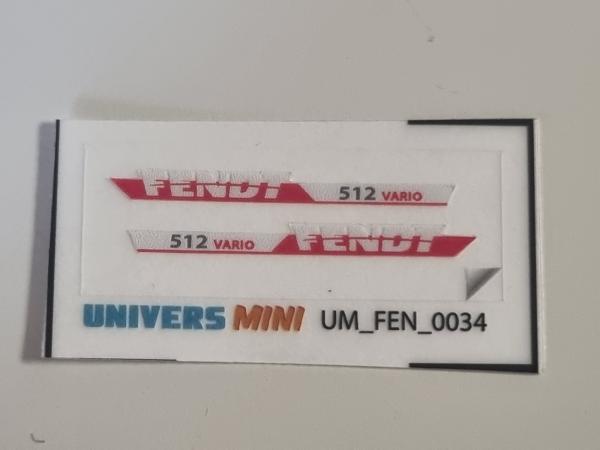 FENDT 512 VARIO
512 VARIO FENDT
UNIVERS MINI UM_FEN_0034